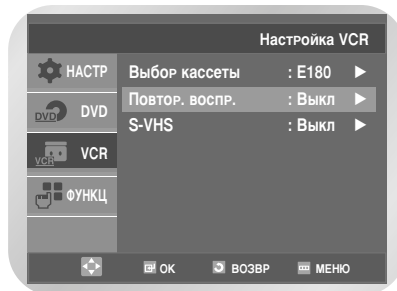 Настройка VCR
НАСТР
Выбор кассеты : E180 ►
Повтор. воспр. : Выкл ►
DVD DVD
S-VHS : Выкл ►
VCR VCR
ФУНКЦ
OK ВОЗВР МЕНЮ